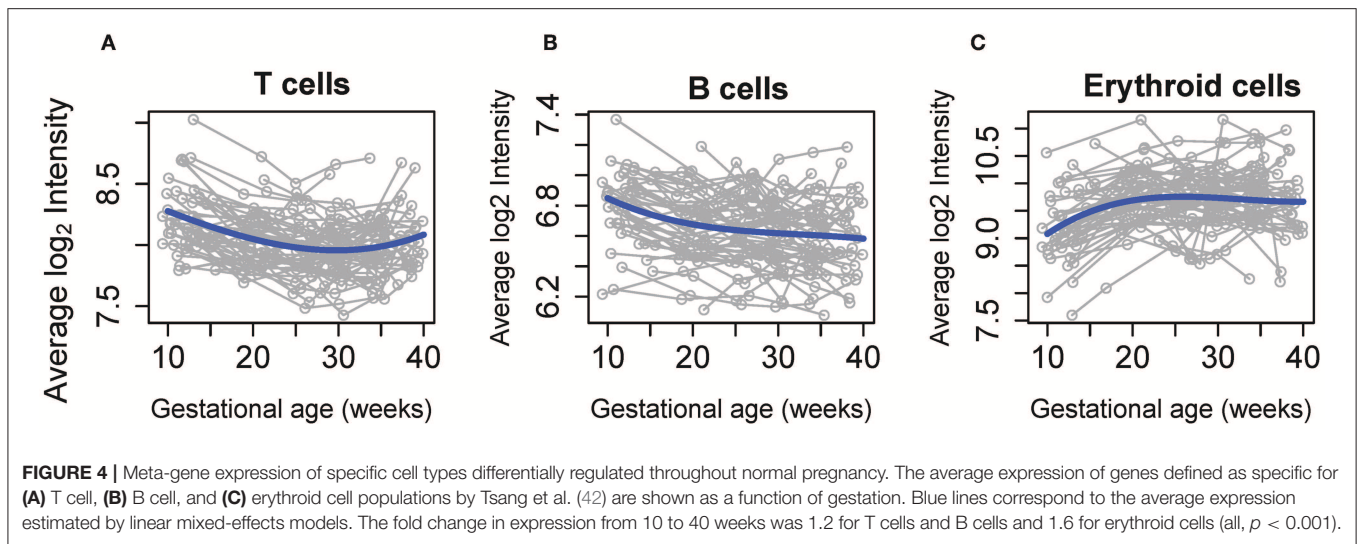 A
B
C
T cells
B cells
Erythroid cells
Average log2 Intensity
8.5
7.5
10 20 30 40
Gestational age (weeks)
Average log2 Intensity
7.4
6.8
6.2
10 20 30 40
Gestational age (weeks)
Average log2 Intensity
10.5
9.0
7.5
10 20 30 40
Gestational age (weeks)
FIGURE 4 | Meta-gene expression of specific cell types differentially regulated throughout normal pregnancy. The average expression of genes defined as specific for
(A) T cell, (B) B cell, and (C) erythroid cell populations by Tsang et al. (42) are shown as a function of gestation. Blue lines correspond to the average expression
estimated by linear mixed-effects models. The fold change in expression from 10 to 40 weeks was 1.2 for T cells and B cells and 1.6 for erythroid cells (all, p < 0.001).